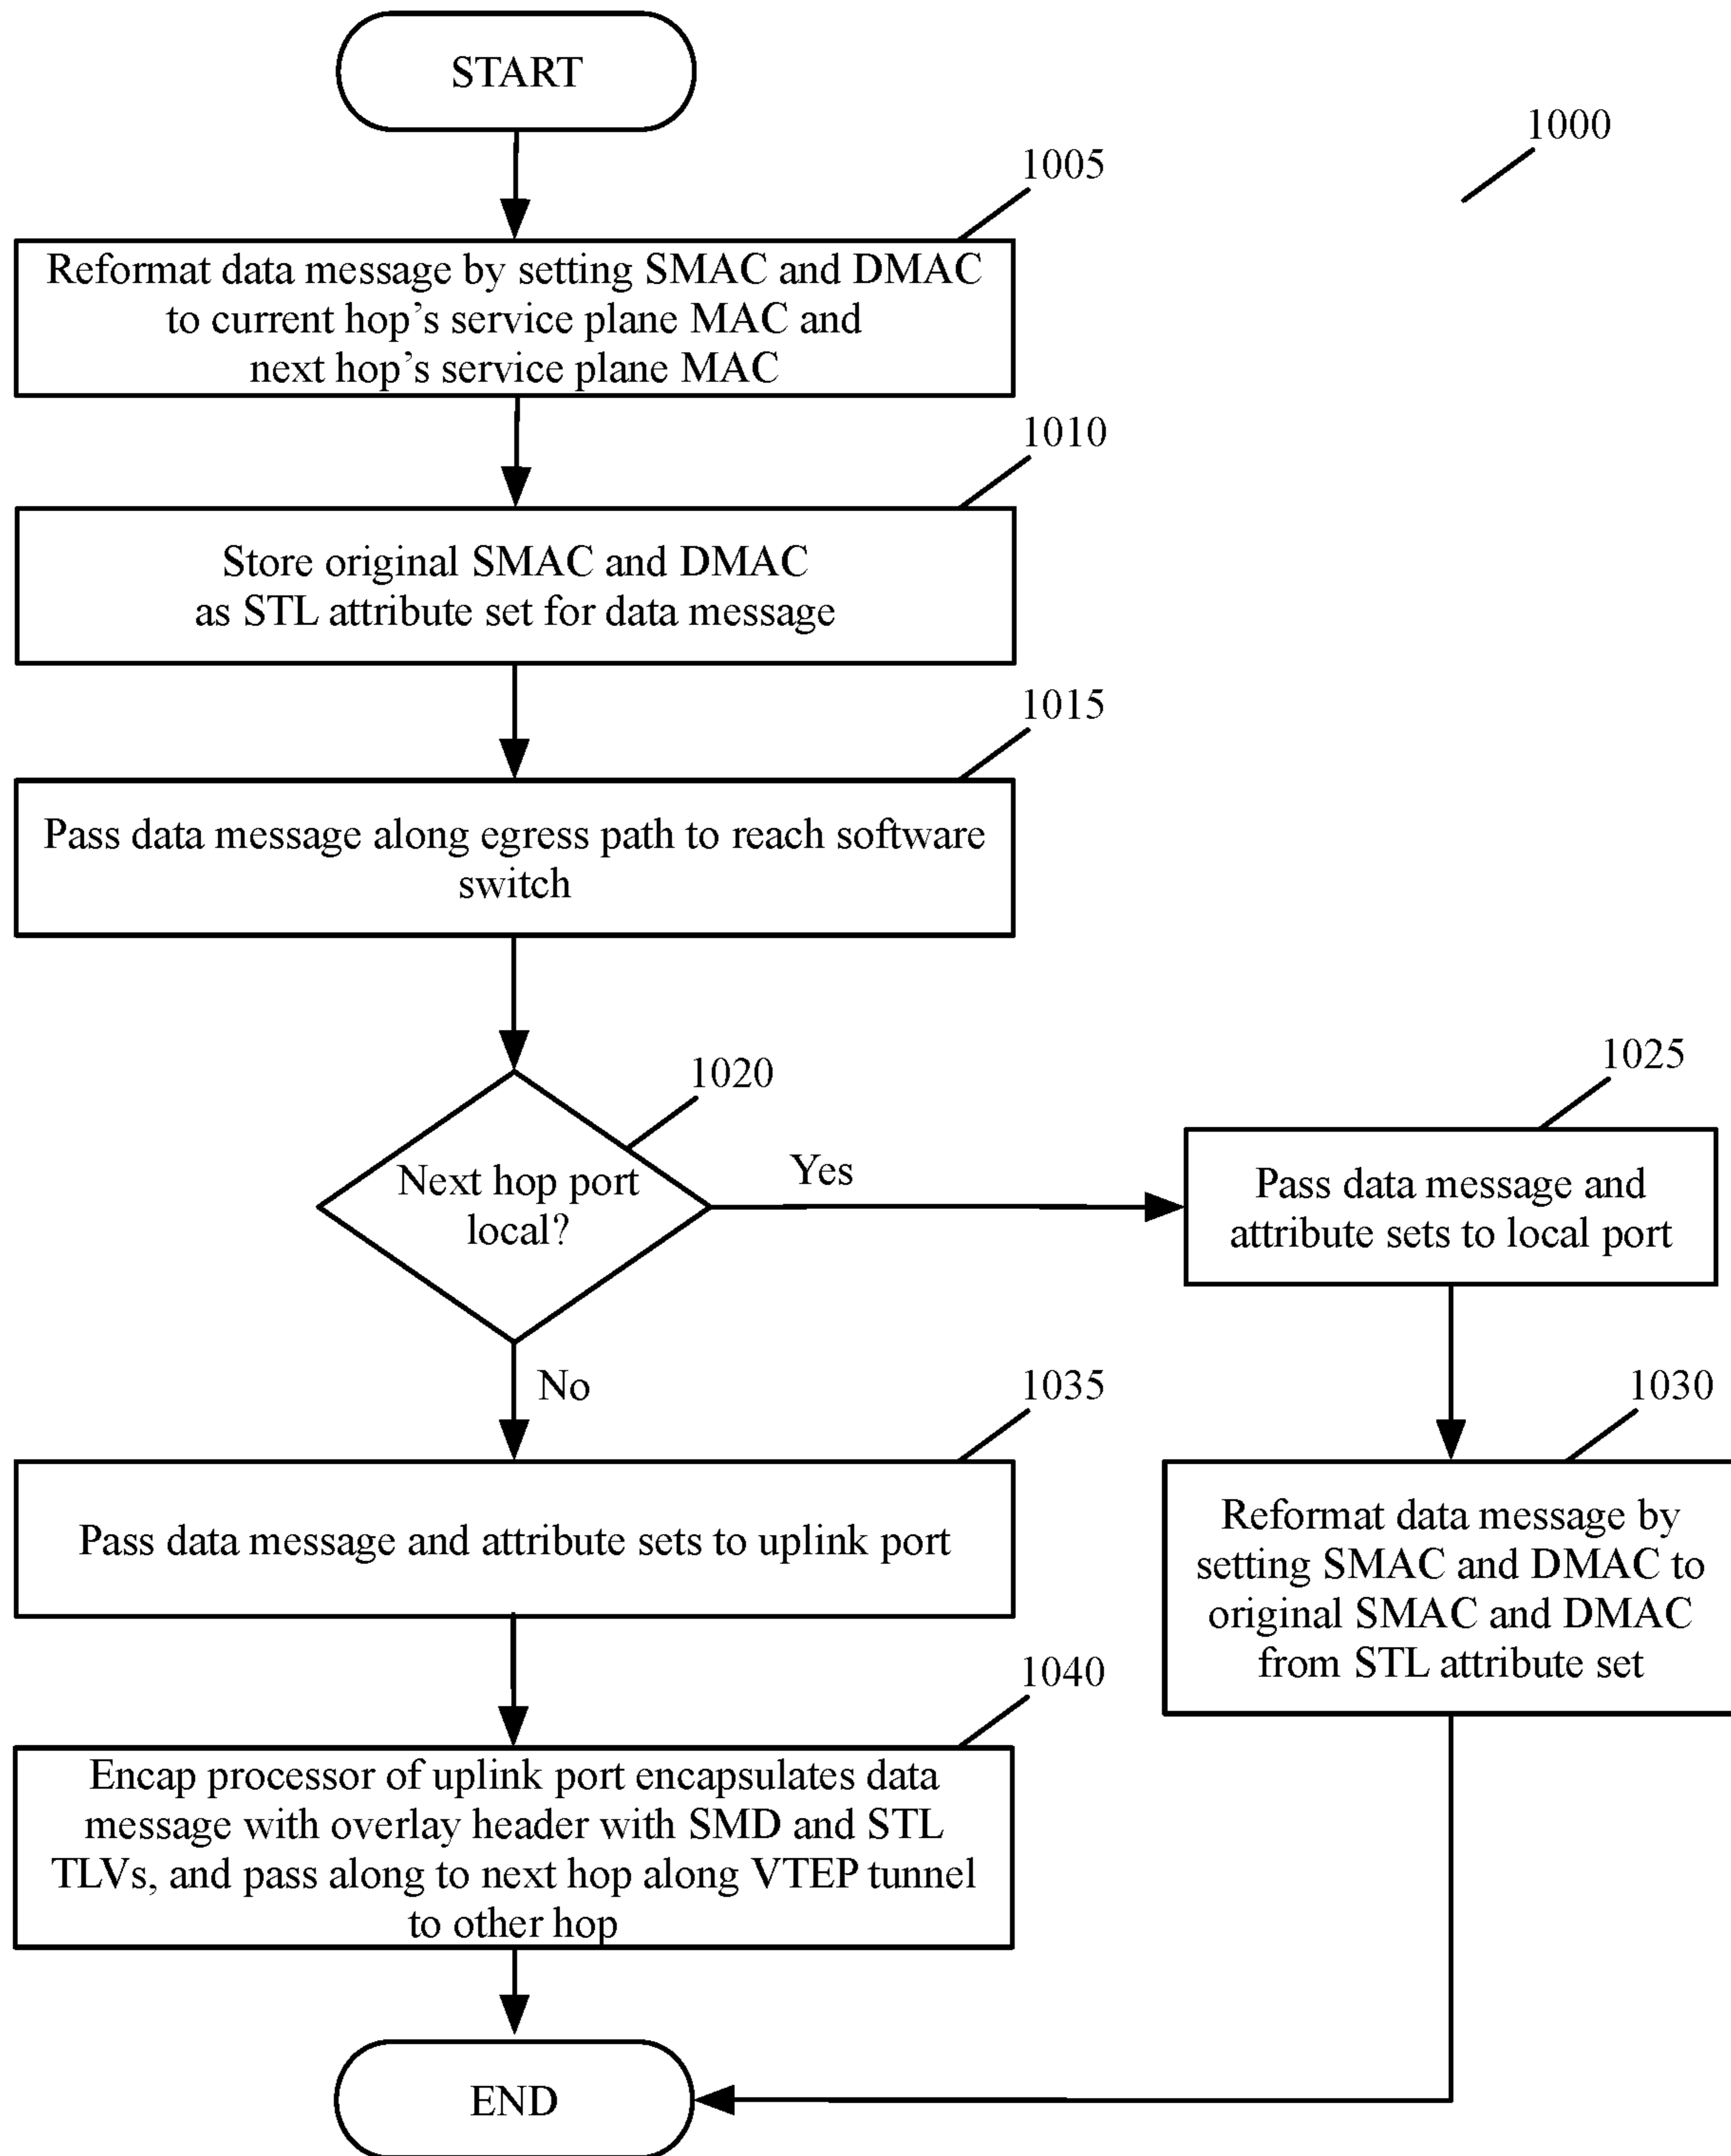 START
1000
1005
Reformat data message by setting SMAC and DMAC
to current hop’s service plane MAC and
next hop’s service plane MAC
1010
Store original SMAC and DMAC
as STL attribute set for data message
1015
Pass data message along egress path to reach software
switch
1020
Next hop port
local?
Yes
1025
Pass data message and
attribute sets to local port
No
1035
Pass data message and attribute sets to uplink port
1030
Reformat data message by
setting SMAC and DMAC to
original SMAC and DMAC
from STL attribute set
1040
Encap processor of uplink port encapsulates data
message with overlay header with SMD and STL
TLVs, and pass along to next hop along VTEP tunnel
to other hop
END